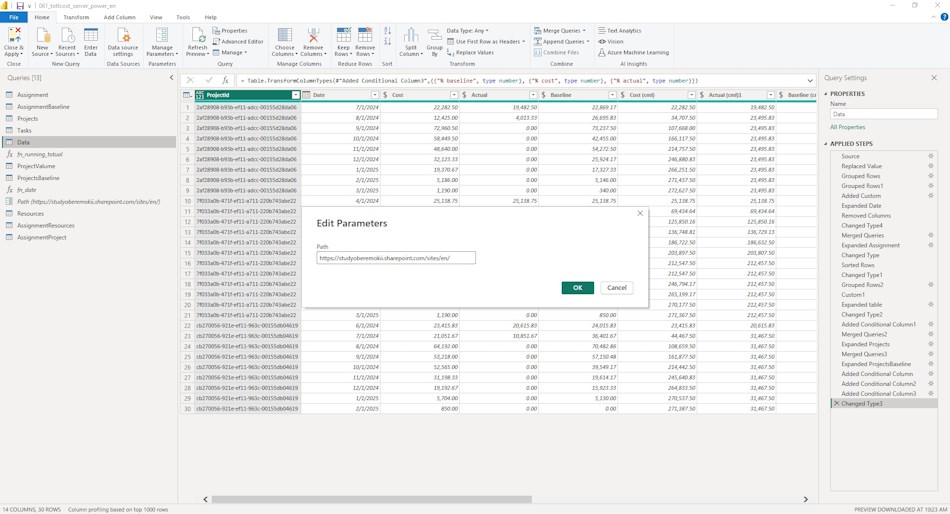 061_totlcost_server_power_en
File Home Transform Add Column View Tools Help
Close & Apply
New Source
Recent Sources
Enter Data
Data source settings
Manage Parameters
Refresh Preview
Properties
Advanced Editor
Manage
Choose Columns
Remove Columns
Keep Rows
Remove Rows
Split Column
Group By
Data Type: Any
Use First Row as Headers
Replace Values
Merge Queries
Append Queries
Combine Files
Text Analytics
Vision
Azure Machine Learning
Close New Query Data Sources Parameters Query Manage Columns Reduce Rows Sort Transform Combine AI Insights
Queries [13]
Assignment
AssignmentBaseline
Projects
Tasks
Data
fn_running_totual
ProjectValume
ProjectsBaseline
fn_date
Path (https://studyoberemokii.sharepoint.com/sites/en/)
Resources
AssignmentResources
AssignmentProject
= Table.TransformColumnTypes(#"Added Conditional Column3",{{"% baseline", type number}, {"% cost", type number}, {"% actual", type number}})
ProjectId Date Cost Actual Baseline Cost (cml) Actual (cml)1 Baseline (c
1 2af28908-b93b-ef11-adcc-00155d28da06 7/1/2024 22,282.50 19,482.50 22,869.17 22,282.50 19,482.50
2 2af28908-b93b-ef11-adcc-00155d28da06 8/1/2024 12,425.00 4,013.33 26,695.83 34,707.50 23,495.83
3 2af28908-b93b-ef11-adcc-00155d28da06 9/1/2024 72,960.50 0.00 73,237.50 107,668.00 23,495.83
4 2af28908-b93b-ef11-adcc-00155d28da06 10/1/2024 58,449.50 0.00 42,455.00 166,117.50 23,495.83
5 2af28908-b93b-ef11-adcc-00155d28da06 11/1/2024 48,640.00 0.00 54,272.50 214,757.50 23,495.83
6 2af28908-b93b-ef11-adcc-00155d28da06 12/1/2024 32,123.33 0.00 25,924.17 246,880.83 23,495.83
7 2af28908-b93b-ef11-adcc-00155d28da06 1/1/2025 19,370.67 0.00 17,327.33 266,251.50 23,495.83
8 2af28908-b93b-ef11-adcc-00155d28da06 2/1/2025 5,186.00 0.00 5,146.00 271,437.50 23,495.83
9 2af28908-b93b-ef11-adcc-00155d28da06 3/1/2025 1,190.00 0.00 340.00 272,627.50 23,495.83
10 7f033a0b-471f-ef11-a711-220b743abe22 4/1/2024 25,138.75 25,138.75 25,138.75 25,138.75 25,138.75
11 7f033a0b-471f-ef11-a711-220b743abe22 69,434.64 69,434.64
12 7f033a0b-471f-ef11-a711-220b743abe22 125,850.16 125,850.16
13 7f033a0b-471f-ef11-a711-220b743abe22 136,748.81 136,729.13
14 7f033a0b-471f-ef11-a711-220b743abe22 186,722.50 186,632.50
15 7f033a0b-471f-ef11-a711-220b743abe22 203,897.50 203,807.50
16 7f033a0b-471f-ef11-a711-220b743abe22 212,547.50 212,457.50
17 7f033a0b-471f-ef11-a711-220b743abe22 212,547.50 212,457.50
18 7f033a0b-471f-ef11-a711-220b743abe22 246,794.17 212,457.50
19 7f033a0b-471f-ef11-a711-220b743abe22 263,199.17 212,457.50
20 7f033a0b-471f-ef11-a711-220b743abe22 270,177.50 212,457.50
21 7f033a0b-471f-ef11-a711-220b743abe22 3/1/2025 1,190.00 0.00 850.00 271,367.50 212,457.50
22 cb270056-921e-ef11-963c-00155db04619 6/1/2024 23,415.83 20,615.83 24,015.83 23,415.83 20,615.83
23 cb270056-921e-ef11-963c-00155db04619 7/1/2024 21,051.67 10,851.67 36,401.67 44,467.50 31,467.50
24 cb270056-921e-ef11-963c-00155db04619 8/1/2024 64,192.00 0.00 70,482.86 108,659.50 31,467.50
25 cb270056-921e-ef11-963c-00155db04619 9/1/2024 53,218.00 0.00 57,150.48 161,877.50 31,467.50
26 cb270056-921e-ef11-963c-00155db04619 10/1/2024 52,565.00 0.00 39,549.17 214,442.50 31,467.50
27 cb270056-921e-ef11-963c-00155db04619 11/1/2024 31,198.33 0.00 19,614.17 245,640.83 31,467.50
28 cb270056-921e-ef11-963c-00155db04619 12/1/2024 19,192.67 0.00 15,923.33 264,833.50 31,467.50
29 cb270056-921e-ef11-963c-00155db04619 1/1/2025 5,704.00 0.00 5,130.00 270,537.50 31,467.50
30 cb270056-921e-ef11-963c-00155db04619 2/1/2025 850.00 0.00 0.00 271,387.50 31,467.50
Edit Parameters
Path
https://studyoberemokii.sharepoint.com/sites/en/
OK Cancel
Query Settings
PROPERTIES
Name
Data
All Properties
APPLIED STEPS
Source
Replaced Value
Grouped Rows
Grouped Rows1
Added Custom
Expanded Date
Removed Columns
Changed Type4
Merged Queries
Expanded Assignment
Changed Type
Sorted Rows
Changed Type1
Grouped Rows2
Custom1
Expanded table
Changed Type2
Added Conditional Column1
Merged Queries2
Expanded Projects
Merged Queries3
Expanded ProjectsBaseline
Added Conditional Column
Added Conditional Column2
Added Conditional Column3
Changed Type3
14 COLUMNS, 30 ROWS Column profiling based on top 1000 rows
PREVIEW DOWNLOADED AT 10:23 AM